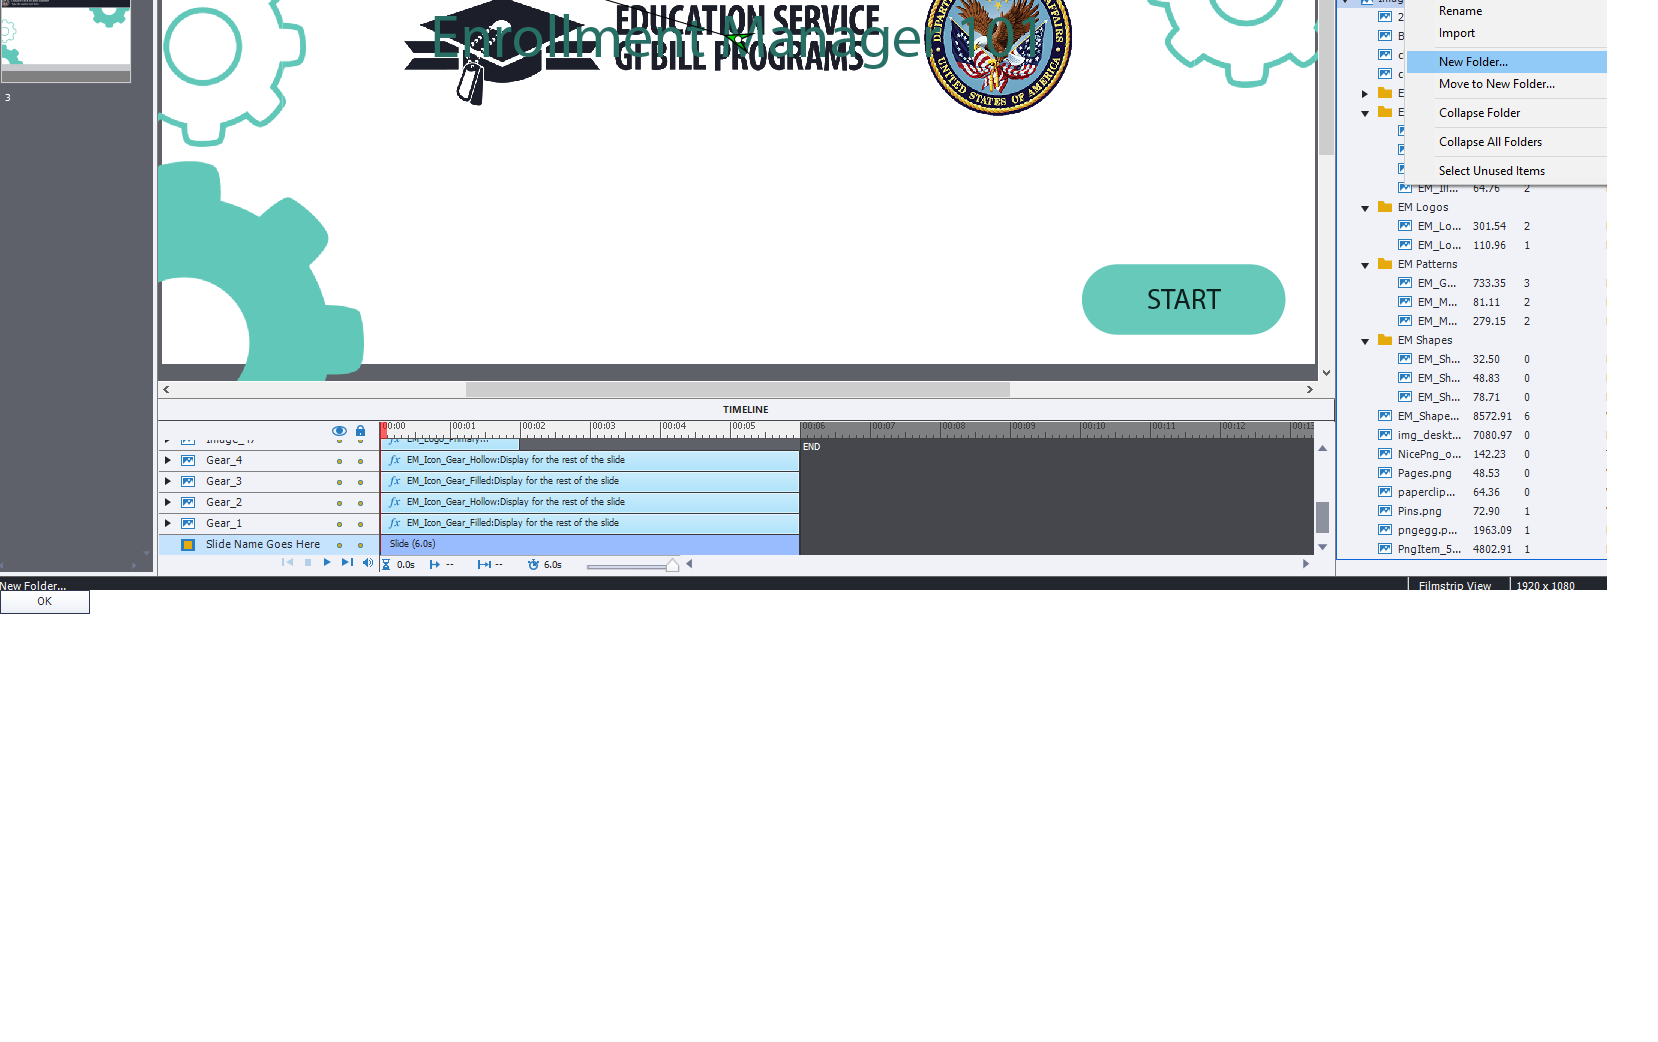 Rename
Import
New Folder...
Move to New Folder...
Collapse Folder
Collapse All Folders
Select Unused Items
EDUCATION SERVICE
GI BILL PROGRAMS
Enrollment Manager 101
UNITED STATES OF AMERICA
START
3
2
B
c
c
E
E
EM_Ill... 64.76 2
EM Logos
EM_Lo... 301.54 2
EM_Lo... 110.96 1
EM Patterns
EM_G... 733.35 3
EM_M... 81.11 2
EM_M... 279.15 2
EM Shapes
EM_Sh... 32.50 0
EM_Sh... 48.83 0
EM_Sh... 78.71 0
EM_Shape... 8572.91 6
img_deskt... 7080.97 0
NicePng_o... 142.23 0
Pages.png 48.53 0
paperclip... 64.36 0
Pins.png 72.90 1
pngegg.p... 1963.09 1
PngItem_5... 4802.91 1
TIMELINE
00:00 00:01 00:02 00:03 00:04 00:05 00:06 00:07 00:08 00:09 00:10 00:11 00:12 00:13
END
Image_47 EM_Logo_Primary...
Gear_4 fx EM_Icon_Gear_Hollow:Display for the rest of the slide
Gear_3 fx EM_Icon_Gear_Filled:Display for the rest of the slide
Gear_2 fx EM_Icon_Gear_Hollow:Display for the rest of the slide
Gear_1 fx EM_Icon_Gear_Filled:Display for the rest of the slide
Slide Name Goes Here Slide (6.0s)
0.0s -- -- 6.0s
New Folder... Filmstrip View 1920 x 1080
OK